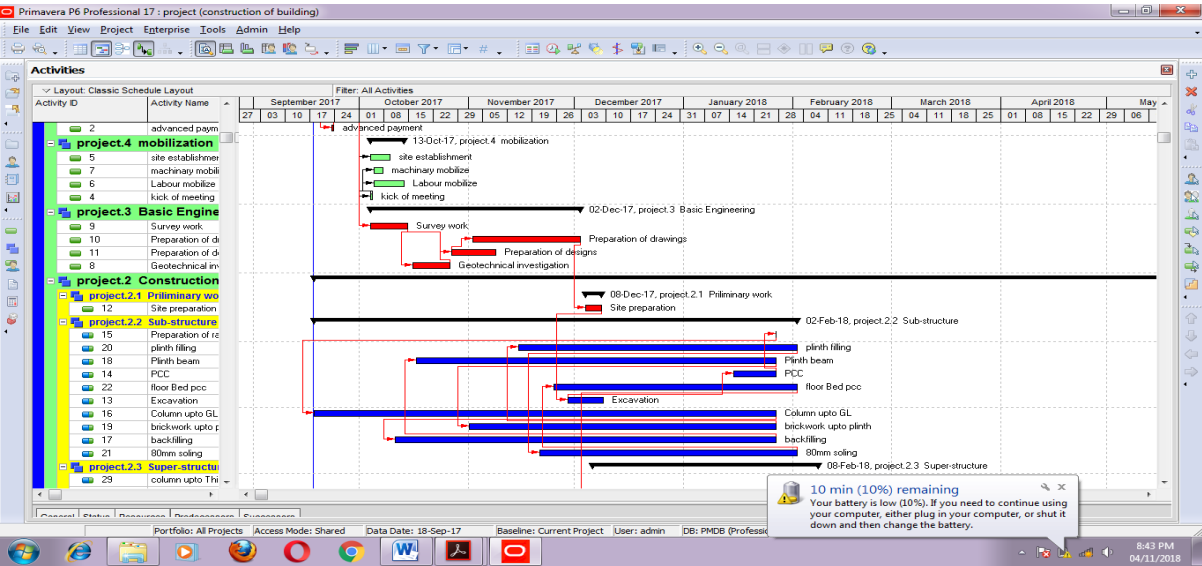 Primavera P6 Professional 17 : project (construction of building)
File Edit View Project Enterprise Tools Admin Help
Activities
Layout: Classic Schedule Layout Filter: All Activities
Activity ID Activity Name September 2017 October 2017 November 2017 December 2017 January 2018 February 2018 March 2018 April 2018 May
27 03 10 17 24 01 08 15 22 29 05 12 19 26 03 10 17 24 31 07 14 21 28 04 11 18 25 04 11 18 25 01 08 15 22 29 06
2 advanced paym advanced payment
project.4 mobilization 13-Oct-17, project.4 mobilization
5 site establishmer site establishment
7 machinary mobili machinary mobilize
6 Labour mobilize Labour mobilize
4 kick of meeting kick of meeting
project.3 Basic Engine 02-Dec-17, project.3 Basic Engineering
9 Survey work Survey work
10 Preparation of dr Preparation of drawings
11 Preparation of de Preparation of designs
8 Geotechnical inv Geotechnical investigation
project.2 Construction
project.2.1 Priliminary wo 08-Dec-17, project.2.1 Priliminary work
12 Site preparation Site preparation
project.2.2 Sub-structure 02-Feb-18, project.2.2 Sub-structure
15 Preparation of ra
20 plinth filling plinth filling
18 Plinth beam Plinth beam
14 PCC PCC
22 floor Bed pcc floor Bed pcc
13 Excavation Excavation
16 Column upto GL Column upto GL
19 brickwork upto p brickwork upto plinth
17 backfilling backfilling
21 80mm soling 80mm soling
project.2.3 Super-structu 08-Feb-18, project.2.3 Super-structure
29 column upto Thi
General Status Resources Predecessors Successors
Portfolio: All Projects Access Mode: Shared Data Date: 18-Sep-17 Baseline: Current Project User: admin DB: PMDB (Professio
10 min (10%) remaining
Your battery is low (10%). If you need to continue using
your computer, either plug in your computer, or shut it
down and then change the battery.
8:43 PM
04/11/2018